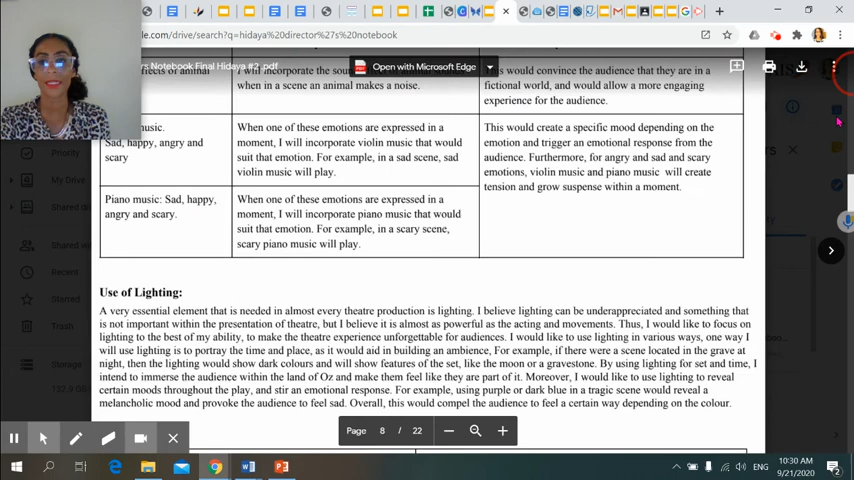 le.com/drive/search?q=hidaya%20director%27s%20notebook
rs Notebook Final Hidaya #2 .pdf
Open with Microsoft Edge
effects of animal
I will incorporate the sound
when in a scene an animal makes a noise.
This would convince the audience that they are in a
fictional world, and would allow a more engaging
experience for the audience.
music.
Sad, happy, angry and
scary
When one of these emotions are expressed in a
moment, I will incorporate violin music that would
suit that emotion. For example, in a sad scene, sad
violin music will play.
This would create a specific mood depending on the
emotion and trigger an emotional response from the
audience. Furthermore, for angry and sad and scary
emotions, violin music and piano music will create
tension and grow suspense within a moment.
Piano music: Sad, happy,
angry and scary.
When one of these emotions are expressed in a
moment, I will incorporate piano music that would
suit that emotion. For example, in a scary scene,
scary piano music will play.
Use of Lighting:
A very essential element that is needed in almost every theatre production is lighting. I believe lighting can be underappreciated and something that
is not important within the presentation of theatre, but I believe it is almost as powerful as the acting and movements. Thus, I would like to focus on
lighting to the best of my ability, to make the theatre experience unforgettable for audiences. I would like to use lighting in various ways, one way I
will use lighting is to portray the time and place, as it would aid in building an ambience, For example, if there were a scene located in the grave at
night, then the lighting would show dark colours and will show features of the set, like the moon or a gravestone. By using lighting for set and time, I
intend to immerse the audience within the land of Oz and make them feel like they are part of it. Moreover, I would like to use lighting to reveal
certain moods throughout the play, and stir an emotional response. For example, using purple or dark blue in a tragic scene would reveal a
melancholic mood and provoke the audience to feel sad. Overall, this would compel the audience to feel a certain way depending on the colour.
Priority
My Drive
Shared
Shared wi
Recent
Starred
Trash
Storage
132.9
Page 8 / 22
ENG
10:30 AM
9/21/2020
2